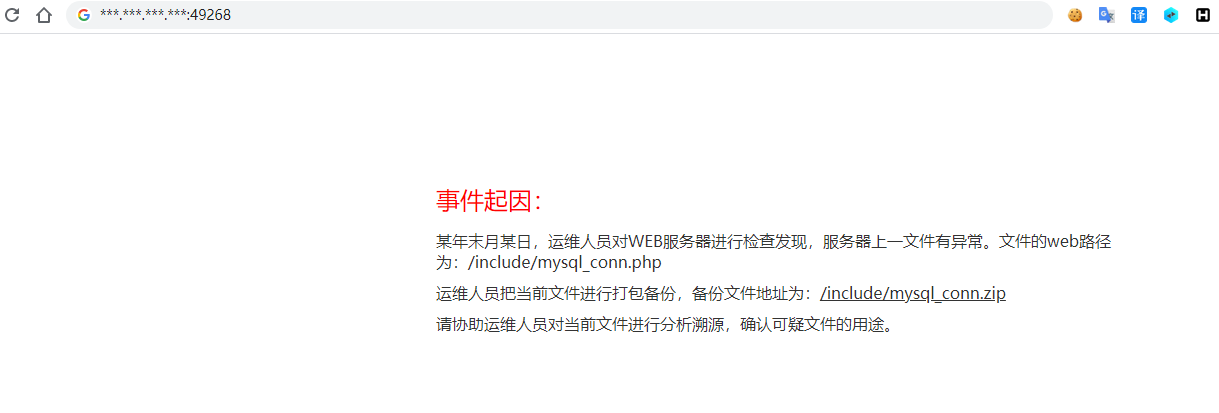 ***.***.***.***:49268
译
事件起因：
某年末月某日，运维人员对WEB服务器进行检查发现，服务器上一文件有异常。文件的web路径
为：/include/mysql_conn.php
运维人员把当前文件进行打包备份，备份文件地址为：/include/mysql_conn.zip
请协助运维人员对当前文件进行分析溯源，确认可疑文件的用途。